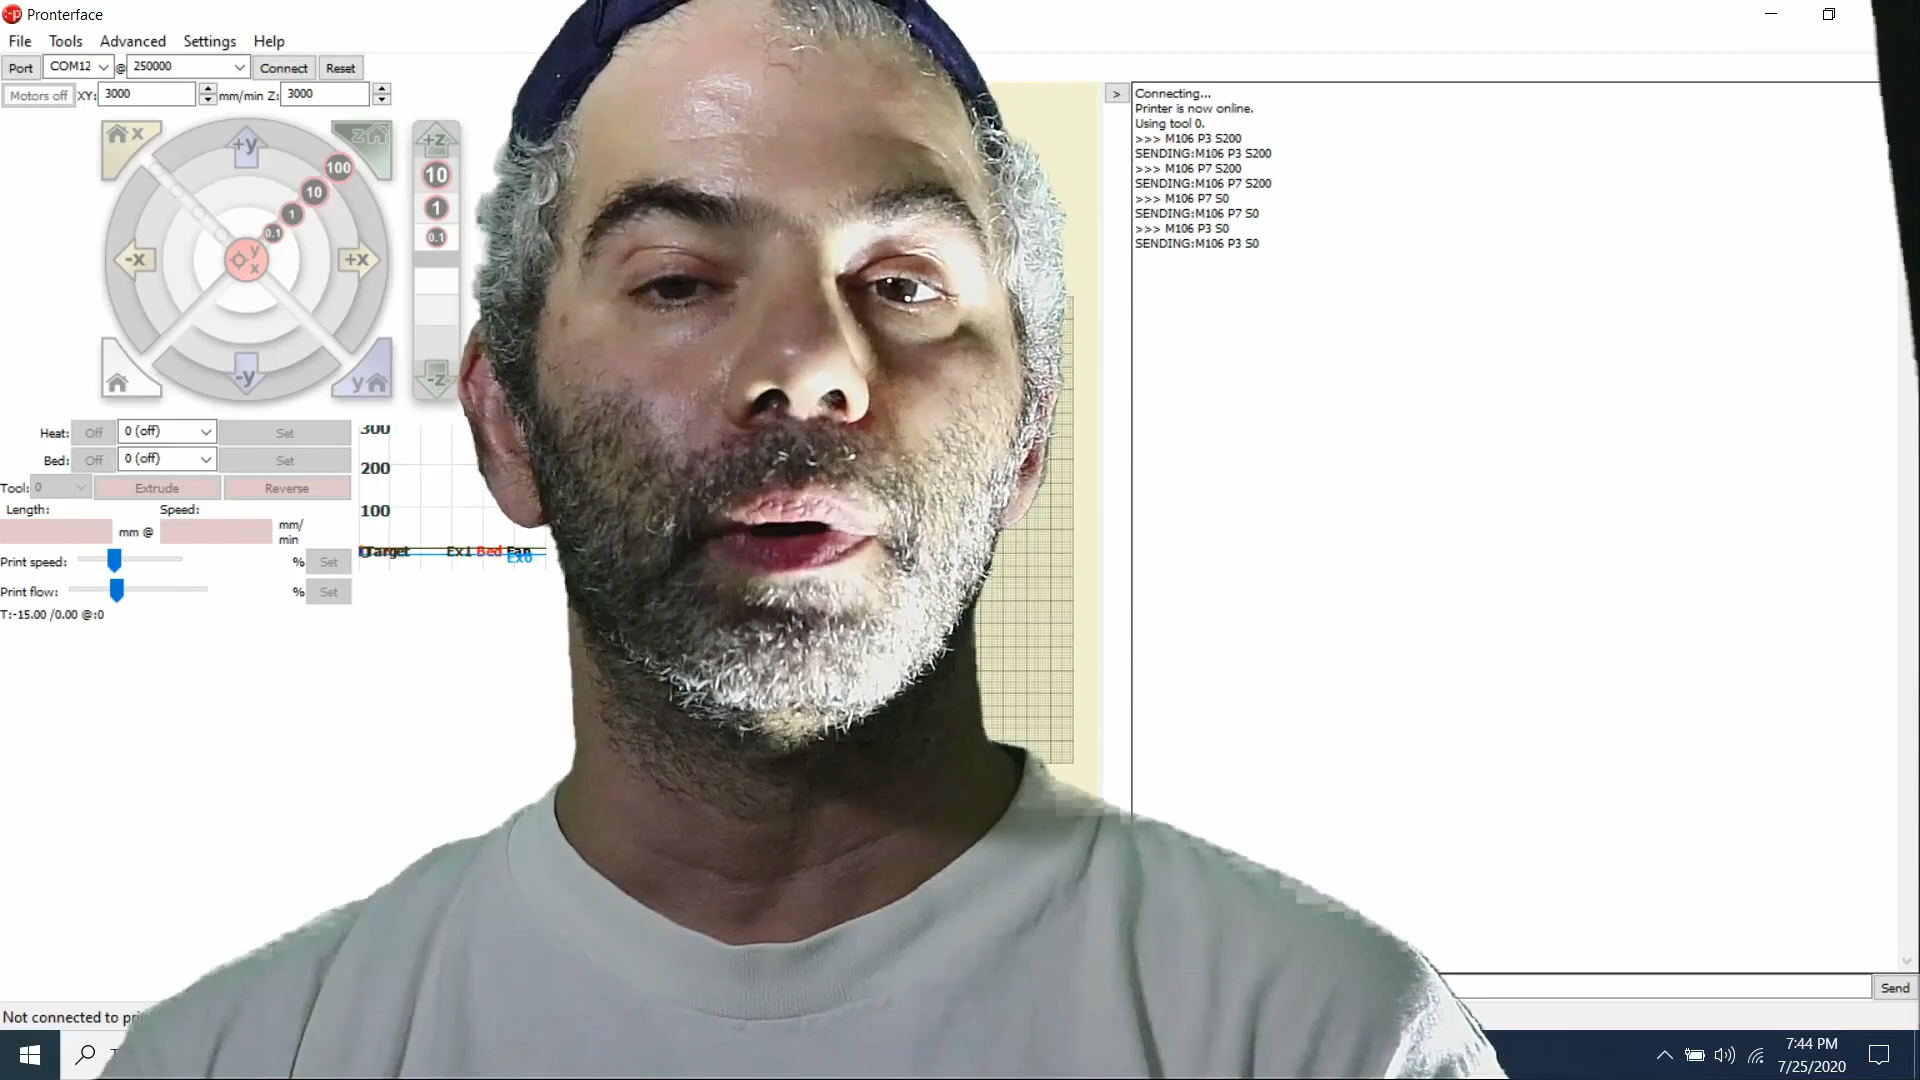 Pronterface
File Tools Advanced Settings Help
Port COM12 @ 250000 Connect Reset
Motors off XY: 3000 mm/min Z: 3000
x
z
+y
100
10
1
0.1
-x
y
x
+x
-y
y
+z
10
1
0.1
-z
Heat: Off 0 (off) Set
Bed: Off 0 (off) Set
Tool: 0 Extrude Reverse
Length: Speed:
mm @ mm/
min
Print speed: % Set
Print flow: % Set
T:-15.00 /0.00 @:0
300
200
100
Target Ex1 Bed Fan
Ex0
>
Connecting...
Printer is now online.
Using tool 0.
>>> M106 P3 S200
SENDING:M106 P3 S200
>>> M106 P7 S200
SENDING:M106 P7 S200
>>> M106 P7 S0
SENDING:M106 P7 S0
>>> M106 P3 S0
SENDING:M106 P3 S0
Send
Not connected to
7:44 PM
7/25/2020